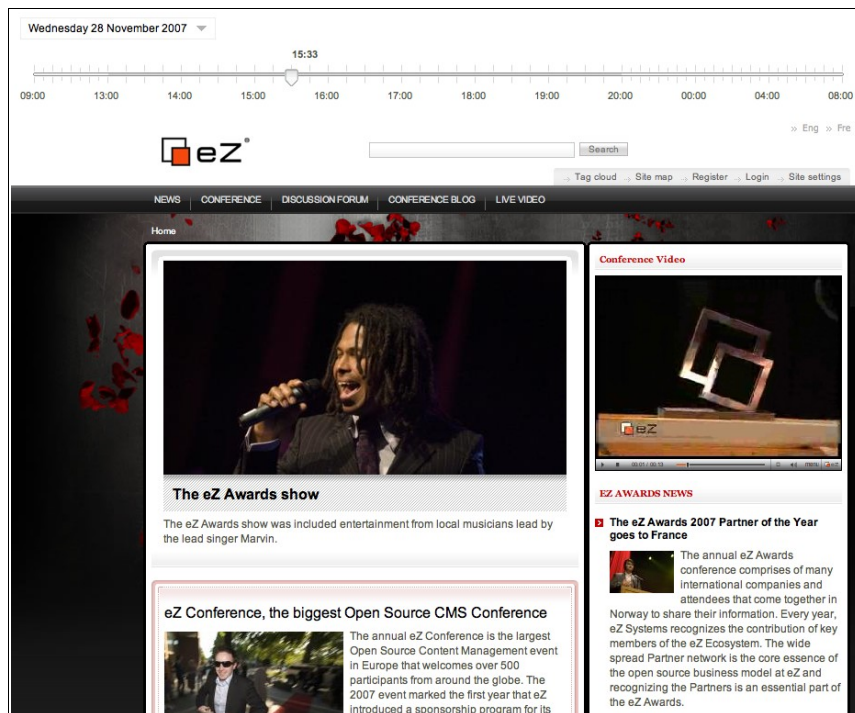 Wednesday 28 November 2007
15:33
09:00 13:00 14:00 15:00 16:00 17:00 18:00 19:00 20:00 00:00 04:00 08:00
» Eng » Fre
eZ®
Search
Tag cloud Site map Register Login Site settings
NEWS CONFERENCE DISCUSSION FORUM CONFERENCE BLOG LIVE VIDEO
Home
The eZ Awards show
The eZ Awards show was included entertainment from local musicians lead by
the lead singer Marvin.
eZ Conference, the biggest Open Source CMS Conference
The annual eZ Conference is the largest
Open Source Content Management event
in Europe that welcomes over 500
participants from around the globe. The
2007 event marked the first year that eZ
introduced a sponsorship program for its
Conference Video
eZ
00:01 / 00:13 menu eZ
EZ AWARDS NEWS
The eZ Awards 2007 Partner of the Year
goes to France
The annual eZ Awards
conference comprises of many
international companies and
attendees that come together in
Norway to share their information. Every year,
eZ Systems recognizes the contribution of key
members of the eZ Ecosystem. The wide
spread Partner network is the core essence of
the open source business model at eZ and
recognizing the Partners is an essential part of
the eZ Awards.